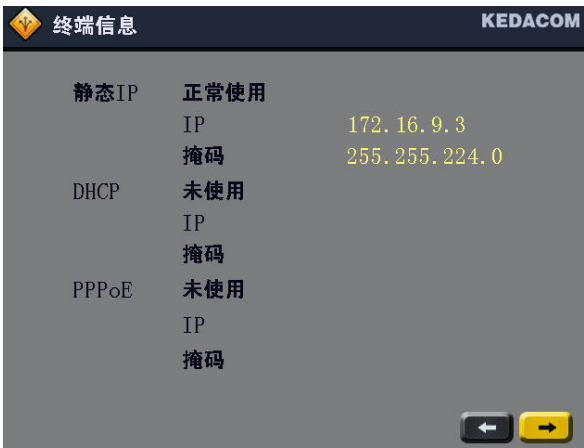 终端信息 KEDACOM
静态IP 正常使用
IP 172.16.9.3
掩码 255.255.224.0
DHCP 未使用
IP
掩码
PPPoE 未使用
IP
掩码